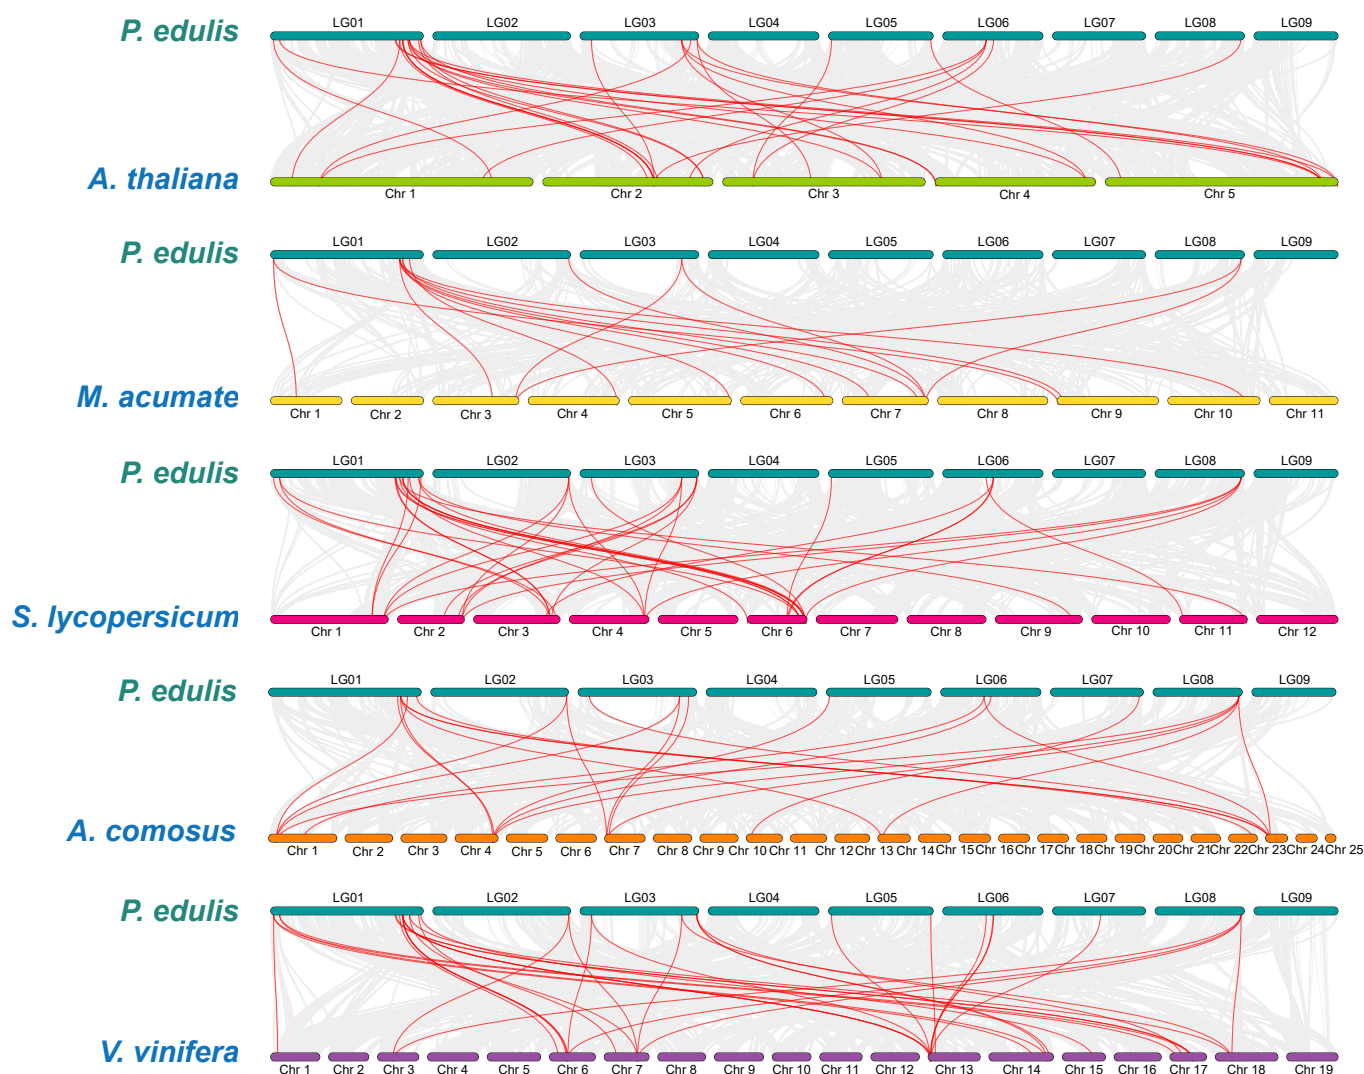 P. edulis LG01 LG02 LG03 LG04 LG05 LG06 LG07 LG08 LG09
A. thaliana Chr 1 Chr 2 Chr 3 Chr 4 Chr 5
P. edulis LG01 LG02 LG03 LG04 LG05 LG06 LG07 LG08 LG09
M. acumate Chr 1 Chr 2 Chr 3 Chr 4 Chr 5 Chr 6 Chr 7 Chr 8 Chr 9 Chr 10 Chr 11
P. edulis LG01 LG02 LG03 LG04 LG05 LG06 LG07 LG08 LG09
S. lycopersicum Chr 1 Chr 2 Chr 3 Chr 4 Chr 5 Chr 6 Chr 7 Chr 8 Chr 9 Chr 10 Chr 11 Chr 12
P. edulis LG01 LG02 LG03 LG04 LG05 LG06 LG07 LG08 LG09
A. comosus Chr 1 Chr 2 Chr 3 Chr 4 Chr 5 Chr 6 Chr 7 Chr 8 Chr 9 Chr 10 Chr 11 Chr 12 Chr 13 Chr 14 Chr 15 Chr 16 Chr 17 Chr 18 Chr 19 Chr 20 Chr 21 Chr 22 Chr 23 Chr 24 Chr 25
P. edulis LG01 LG02 LG03 LG04 LG05 LG06 LG07 LG08 LG09
V. vinifera Chr 1 Chr 2 Chr 3 Chr 4 Chr 5 Chr 6 Chr 7 Chr 8 Chr 9 Chr 10 Chr 11 Chr 12 Chr 13 Chr 14 Chr 15 Chr 16 Chr 17 Chr 18 Chr 19